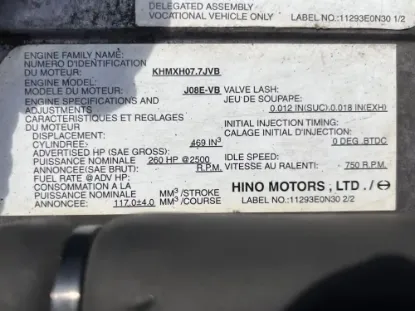 DELEGATED ASSEMBLY
VOCATIONAL VEHICLE ONLY LABEL NO.:11293E0N30 1/2
ENGINE FAMILY NAME:
NUMERO D'IDENTIFICATION
DU MOTEUR: KHMXH07.7JVB
ENGINE MODEL:
MODELE DU MOTEUR: J08E-VB VALVE LASH:
ENGINE SPECIFICATIONS AND JEU DE SOUPAPE:
ADJUSTMENTS 0.012 IN(SUC).0.018 IN(EXH)
CARACTERISTIQUES ET REGLAGES
DU MOTEUR INITIAL INJECTION TIMING:
DISPLACEMENT: CALAGE INITIAL D'INJECTION:
CYLINDREE: 469 IN³ 0 DEG. BTDC
ADVERTISED HP (SAE GROSS):
PUISSANCE NOMINALE 260 HP @2500 IDLE SPEED:
ANNONCEE(SAE BRUT): R.P.M. VITESSE AU RALENTI: 750 R.P.M.
FUEL RATE @ADV HP:
CONSOMMATION A LA
PUISSANCE NOMINALE MM³ /STROKE HINO MOTORS , LTD. /
ANNONCEE: 117.0±4.0 MM³ /COURSE LABEL NO.:11293E0N30 2/2